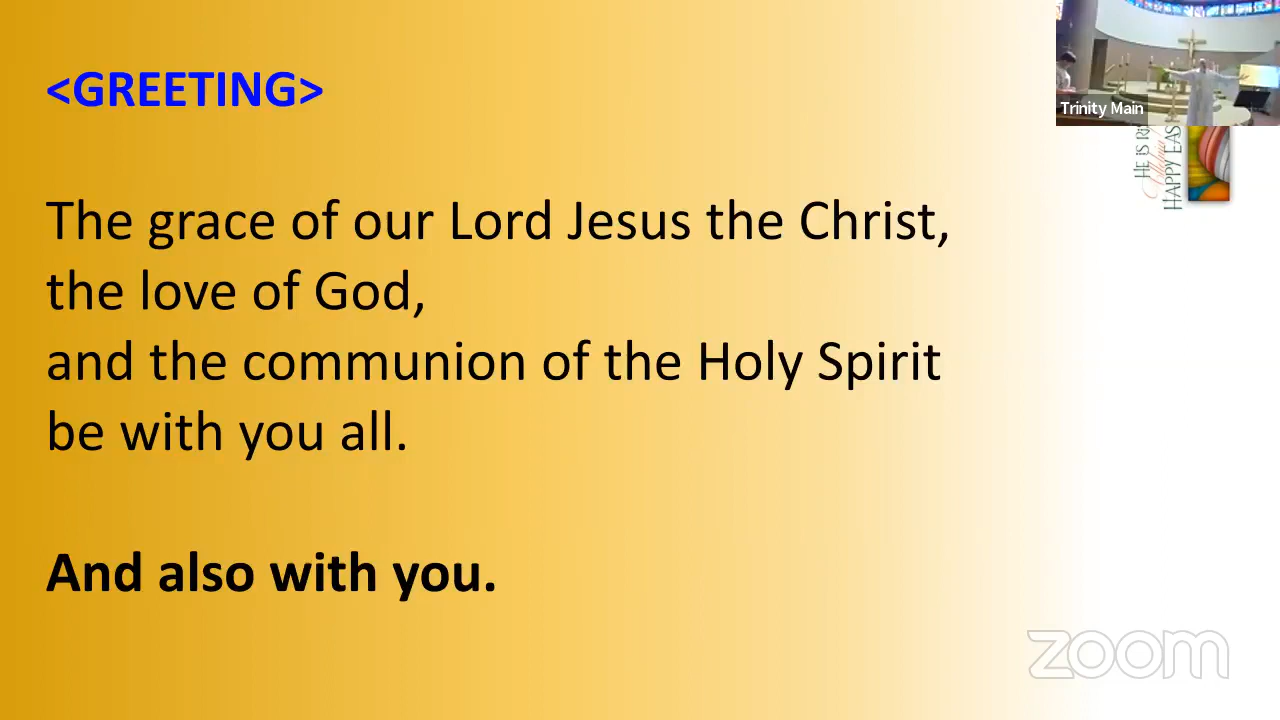 <GREETING>
Trinity Main
The grace of our Lord Jesus the Christ,
the love of God,
and the communion of the Holy Spirit
be with you all.
And also with you.
zoom